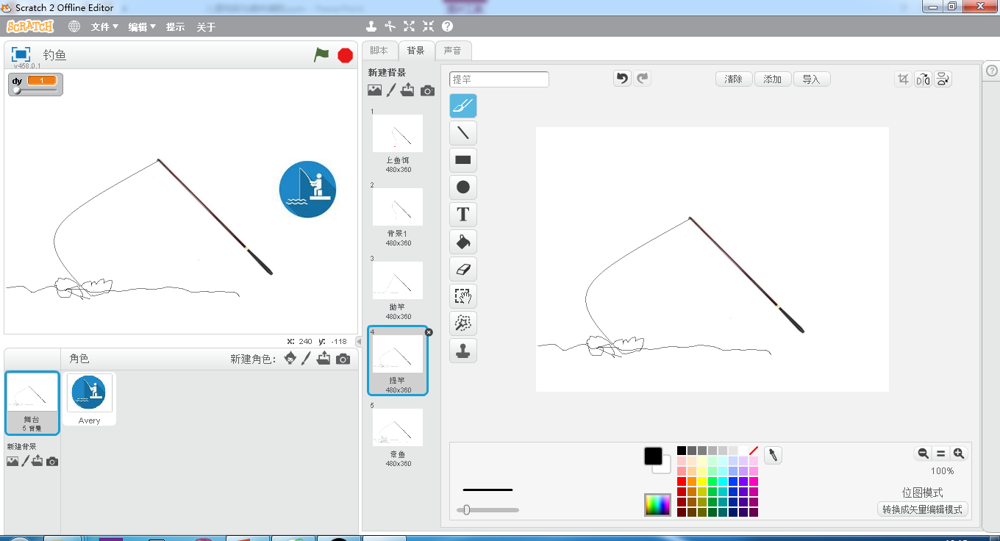 Scratch 2 Offline Editor
SCRATCH 文件 编辑 提示 关于
v458.0.1
钓鱼
dy 1
x: 240 y: -118
角色
新建角色:
舞台
5 背景
新建背景
Avery
脚本 背景 声音
新建背景
1
上鱼饵
480x360
2
背景1
480x360
3
抛竿
480x360
4
提竿
480x360
5
480x360
提竿
清除 添加 导入
T
100%
位图模式
转换成矢量编辑模式